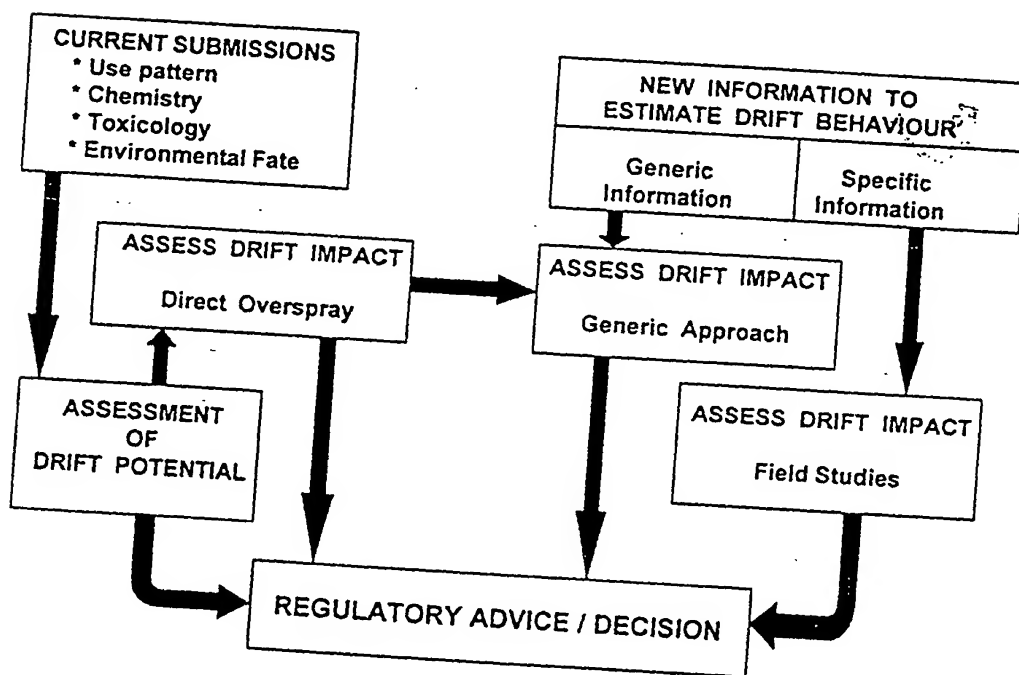 CURRENT SUBMISSIONS
* Use pattern
* Chemistry
* Toxicology
* Environmental Fate
NEW INFORMATION TO
ESTIMATE DRIFT BEHAVIOUR
Generic
Information
Specific
Information
ASSESS DRIFT IMPACT
Direct Overspray
ASSESS DRIFT IMPACT
Generic Approach
ASSESSMENT
OF
DRIFT POTENTIAL
ASSESS DRIFT IMPACT
Field Studies
REGULATORY ADVICE / DECISION